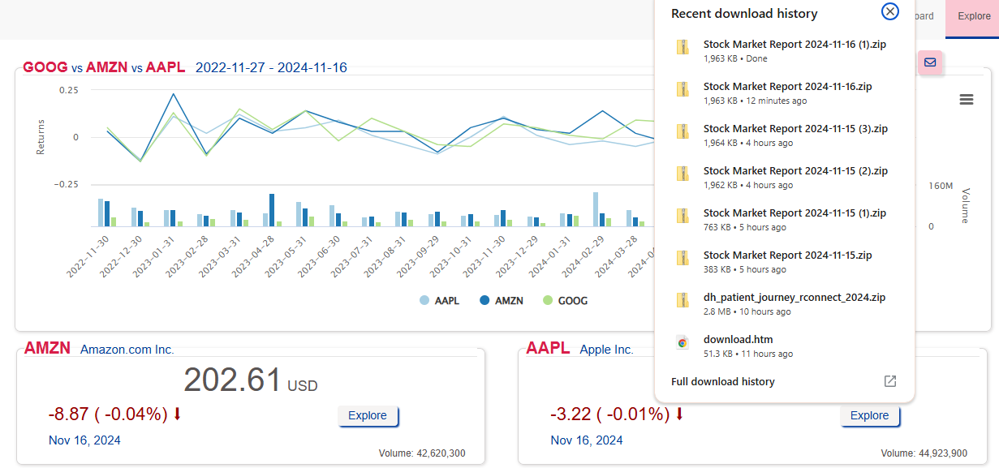 Explore
GOOG vs AMZN vs AAPL 2022-11-27 - 2024-11-16
0.25
0
−0.25
Returns
160M
0
Volume
2022-11-30
2022-12-30
2023-01-31
2023-02-28
2023-03-31
2023-04-28
2023-05-31
2023-06-30
2023-07-31
2023-08-31
2023-09-29
2023-10-31
2023-11-30
2023-12-29
2024-01-31
2024-02-29
2024-03-28
AAPL AMZN GOOG
Recent download history
Stock Market Report 2024-11-16 (1).zip
1,963 KB • Done
Stock Market Report 2024-11-16.zip
1,963 KB • 12 minutes ago
Stock Market Report 2024-11-15 (3).zip
1,964 KB • 4 hours ago
Stock Market Report 2024-11-15 (2).zip
1,962 KB • 4 hours ago
Stock Market Report 2024-11-15 (1).zip
763 KB • 5 hours ago
Stock Market Report 2024-11-15.zip
383 KB • 5 hours ago
dh_patient_journey_rconnect_2024.zip
2.8 MB • 10 hours ago
download.htm
51.3 KB • 11 hours ago
Full download history
AMZN Amazon.com Inc.
202.61 USD
-8.87 ( -0.04%)
Explore
Nov 16, 2024
Volume: 42,620,300
AAPL Apple Inc.
-3.22 ( -0.01%)
Explore
Nov 16, 2024
Volume: 44,923,900